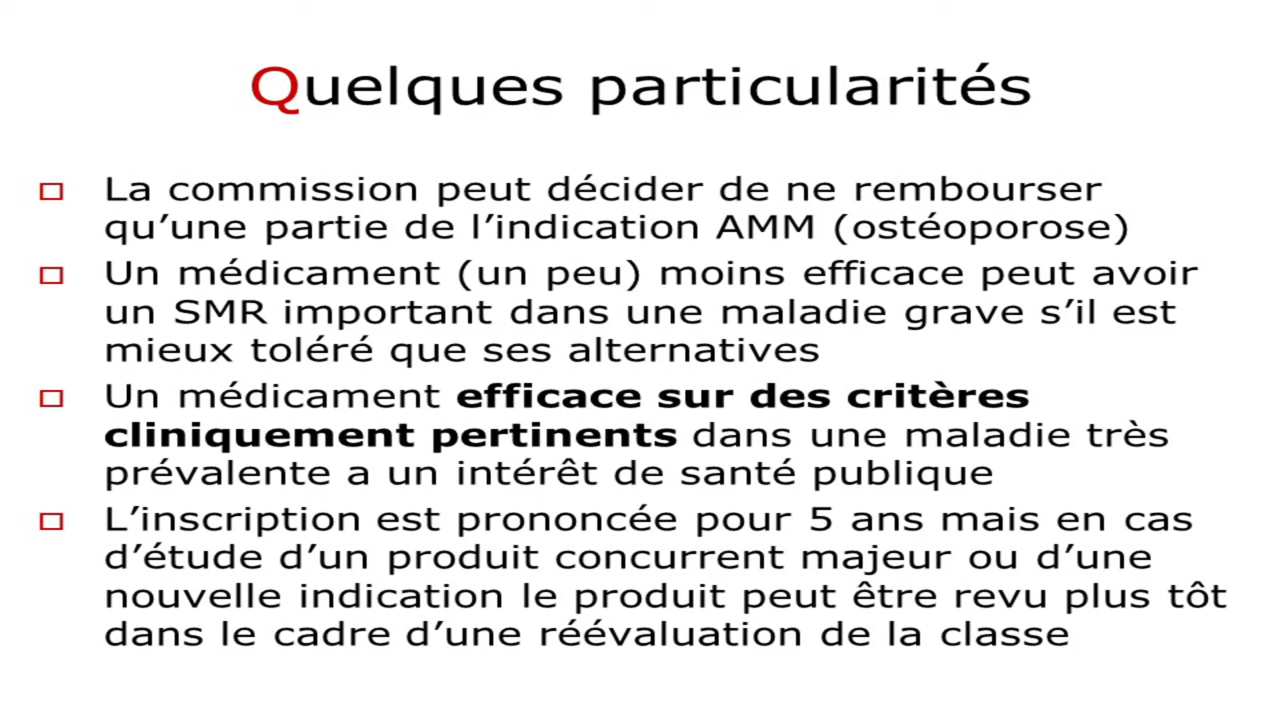 Quelques particularités
La commission peut décider de ne rembourser
qu’une partie de l’indication AMM (ostéoporose)
Un médicament (un peu) moins efficace peut avoir
un SMR important dans une maladie grave s’il est
mieux toléré que ses alternatives
Un médicament efficace sur des critères
cliniquement pertinents dans une maladie très
prévalente a un intérêt de santé publique
L’inscription est prononcée pour 5 ans mais en cas
d’étude d’un produit concurrent majeur ou d’une
nouvelle indication le produit peut être revu plus tôt
dans le cadre d’une réévaluation de la classe